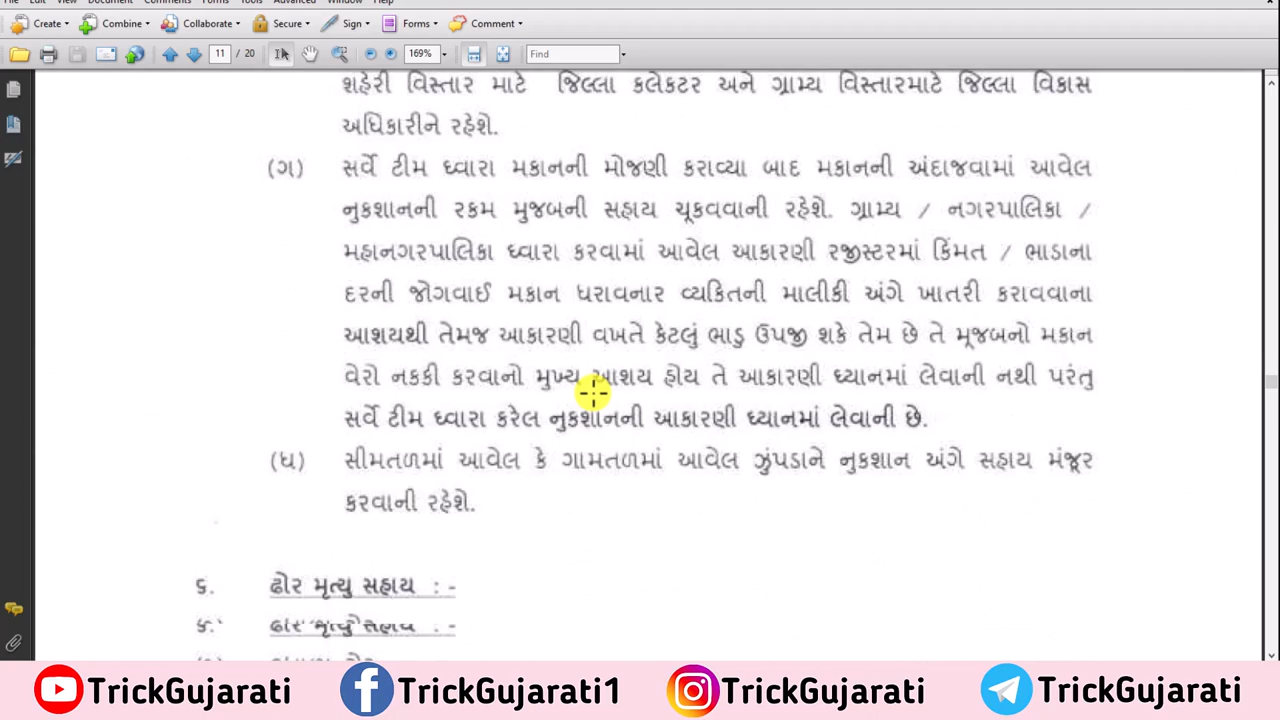 File Edit View Document Comments Forms Tools Advanced Window Help
Create Combine Collaborate Secure Sign Forms Comment
11 / 20 169% Find
શહેરી વિસ્તાર માટે જિલ્લા કલેકટર અને ગ્રામ્ય વિસ્તારમાટે જિલ્લા વિકાસ
અધિકારીને રહેશે.
(ગ) સર્વે ટીમ ધ્વારા મકાનની મોજણી કરાવ્યા બાદ મકાનની અંદાજવામાં આવેલ
નુકશાનની રકમ મુજબની સહાય ચૂકવવાની રહેશે. ગ્રામ્ય / નગરપાલિકા /
મહાનગરપાલિકા ધ્વારા કરવામાં આવેલ આકારણી રજીસ્ટરમાં કિંમત / ભાડાના
દરની જોગવાઈ મકાન ધરાવનાર વ્યકિતની માલીકી અંગે ખાતરી કરાવવાના
આશયથી તેમજ આકારણી વખતે કેટલું ભાડુ ઉપજી શકે તેમ છે તે મૂજબનો મકાન
વેરો નકકી કરવાનો મુખ્ય આશય હોય તે આકારણી ધ્યાનમાં લેવાની નથી પરંતુ
સર્વે ટીમ ધ્વારા કરેલ નુકશાનની આકારણી ધ્યાનમાં લેવાની છે.
(ઘ) સીમતળમાં આવેલ કે ગામતળમાં આવેલ ઝુંપડાને નુકશાન અંગે સહાય મંજૂર
કરવાની રહેશે.
૬. ઢોર મૃત્યુ સહાય : -
TrickGujarati TrickGujarati1 TrickGujarati TrickGujarati